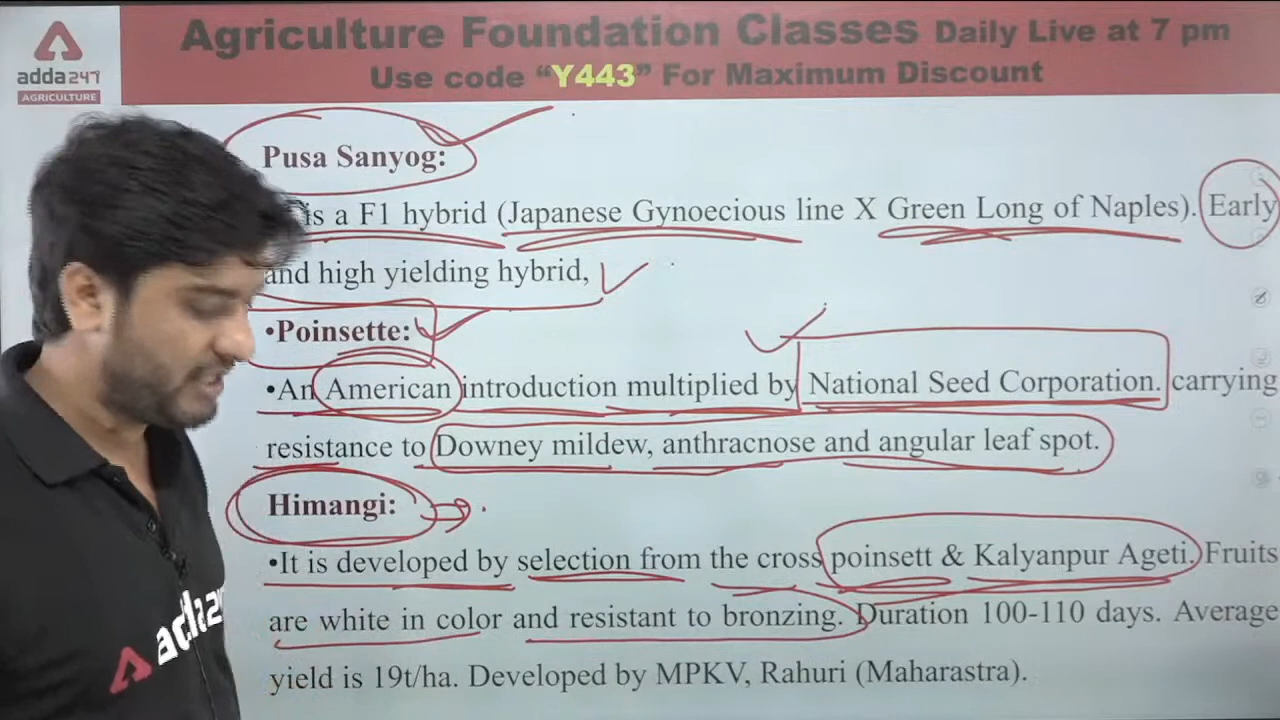 Agriculture Foundation Classes Daily Live at 7 pm
Use code “Y443” For Maximum Discount
adda247
AGRICULTURE
Pusa Sanyog:
is a F1 hybrid (Japanese Gynoecious line X Green Long of Naples). Early
and high yielding hybrid,
•Poinsette:
•An American introduction multiplied by National Seed Corporation. carrying
resistance to Downey mildew, anthracnose and angular leaf spot.
Himangi:
•It is developed by selection from the cross poinsett & Kalyanpur Ageti. Fruits
are white in color and resistant to bronzing. Duration 100-110 days. Average
yield is 19t/ha. Developed by MPKV, Rahuri (Maharastra).